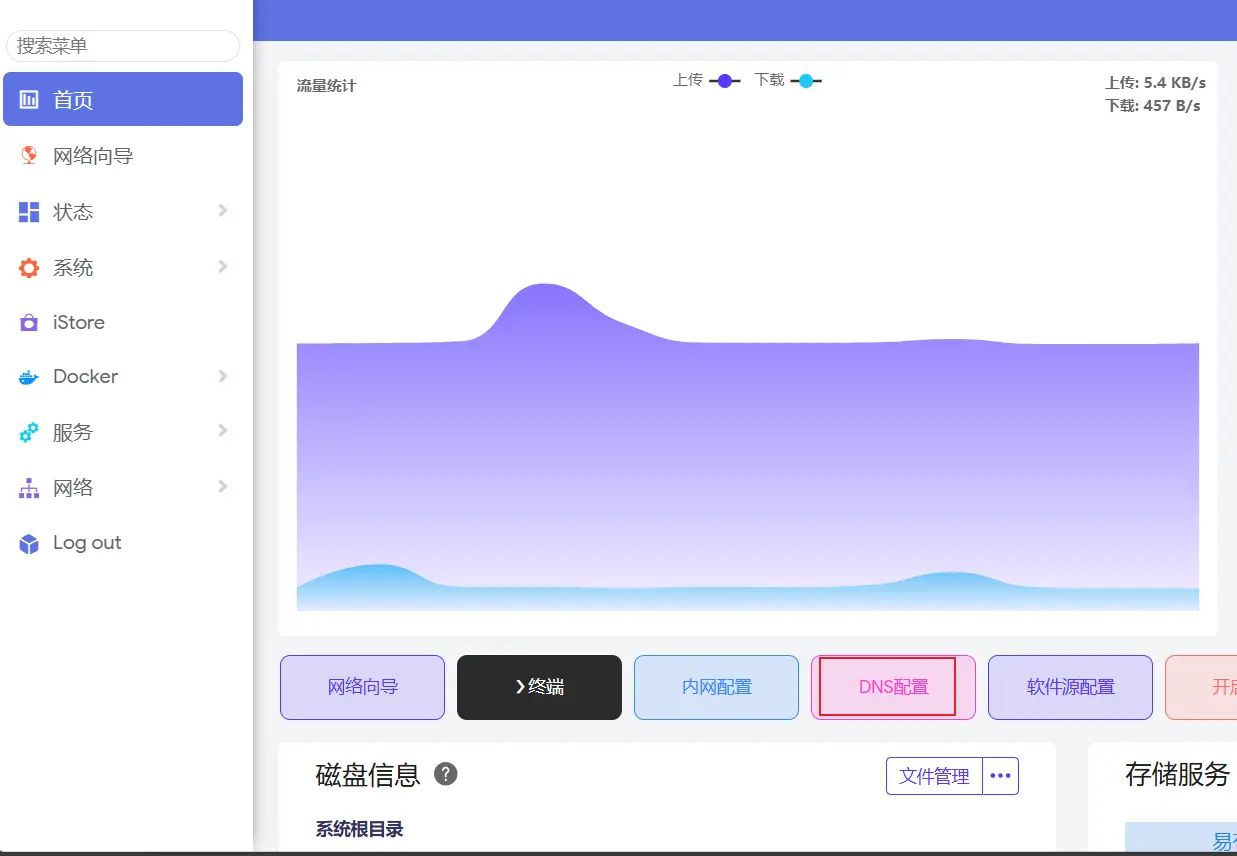 搜索菜单
首页
网络向导
状态
系统
iStore
Docker
服务
网络
Log out
流量统计
上传
下载
上传: 5.4 KB/s
下载: 457 B/s
网络向导
❯终端
内网配置
DNS配置
软件源配置
开启
磁盘信息 ?
文件管理 •••
系统根目录
存储服务
易有